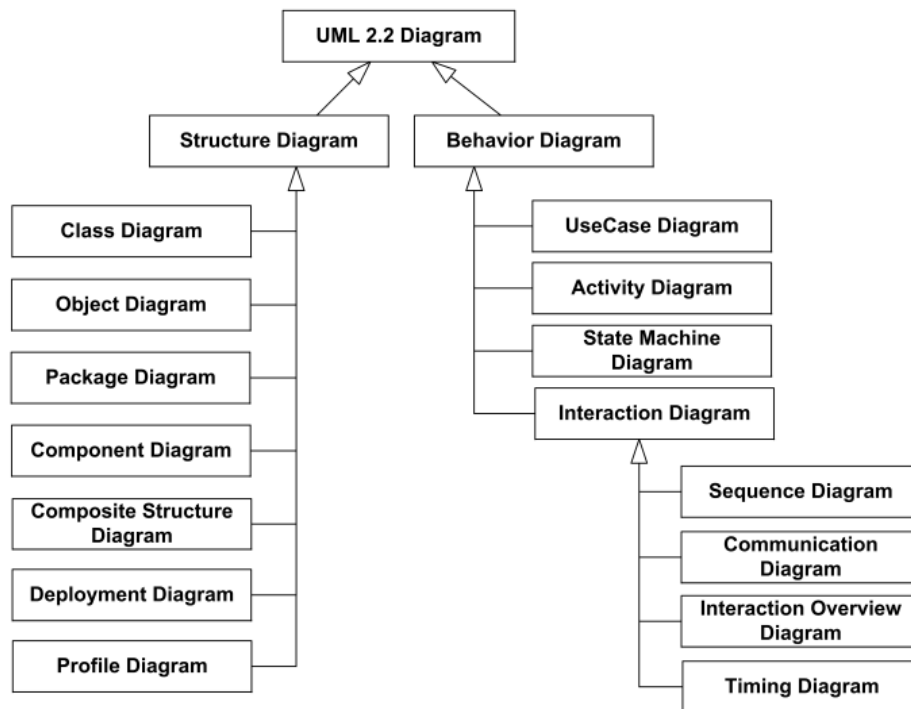 UML 2.2 Diagram
Structure Diagram
Behavior Diagram
Class Diagram
Object Diagram
Package Diagram
Component Diagram
Composite Structure
Diagram
Deployment Diagram
Profile Diagram
UseCase Diagram
Activity Diagram
State Machine
Diagram
Interaction Diagram
Sequence Diagram
Communication
Diagram
Interaction Overview
Diagram
Timing Diagram